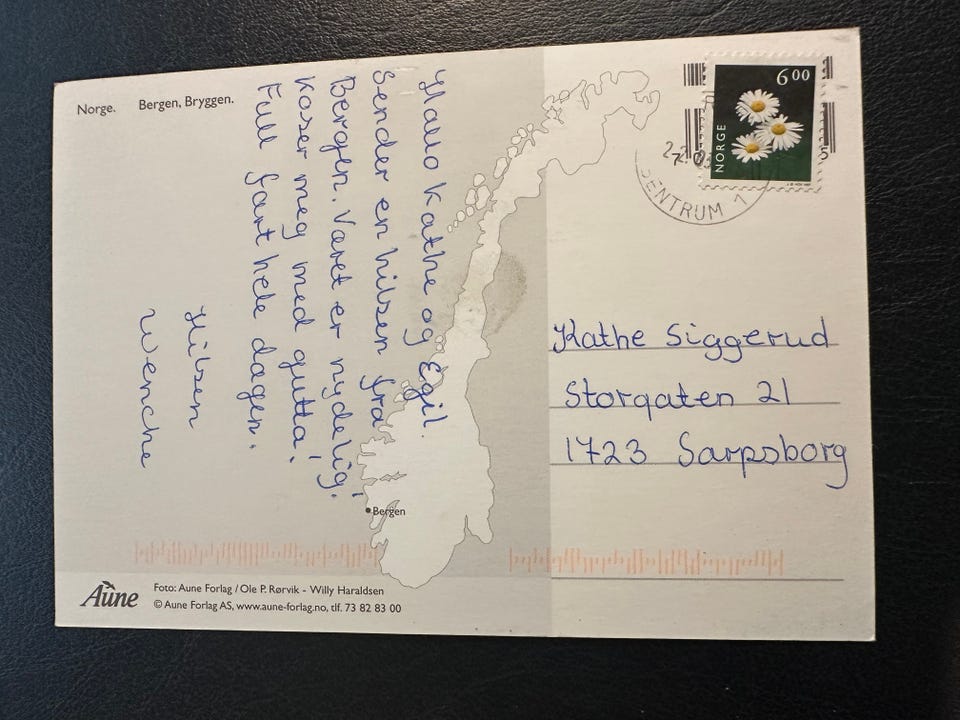 Norge. Bergen, Bryggen.
Hallo Kathe og Egil.
Sender en hilsen fra
Bergen. Været er nydelig!
Koser meg med gutta!
Full fart hele dagen.
Hilsen
Wenche
6 00
NORGE
SENTRUM 1
Kathe Siggerud
Storgaten 21
1723 Sarpsborg
Bergen
Aune
Foto: Aune Forlag / Ole P. Rørvik - Willy Haraldsen
© Aune Forlag AS, www.aune-forlag.no, tlf. 73 82 83 00